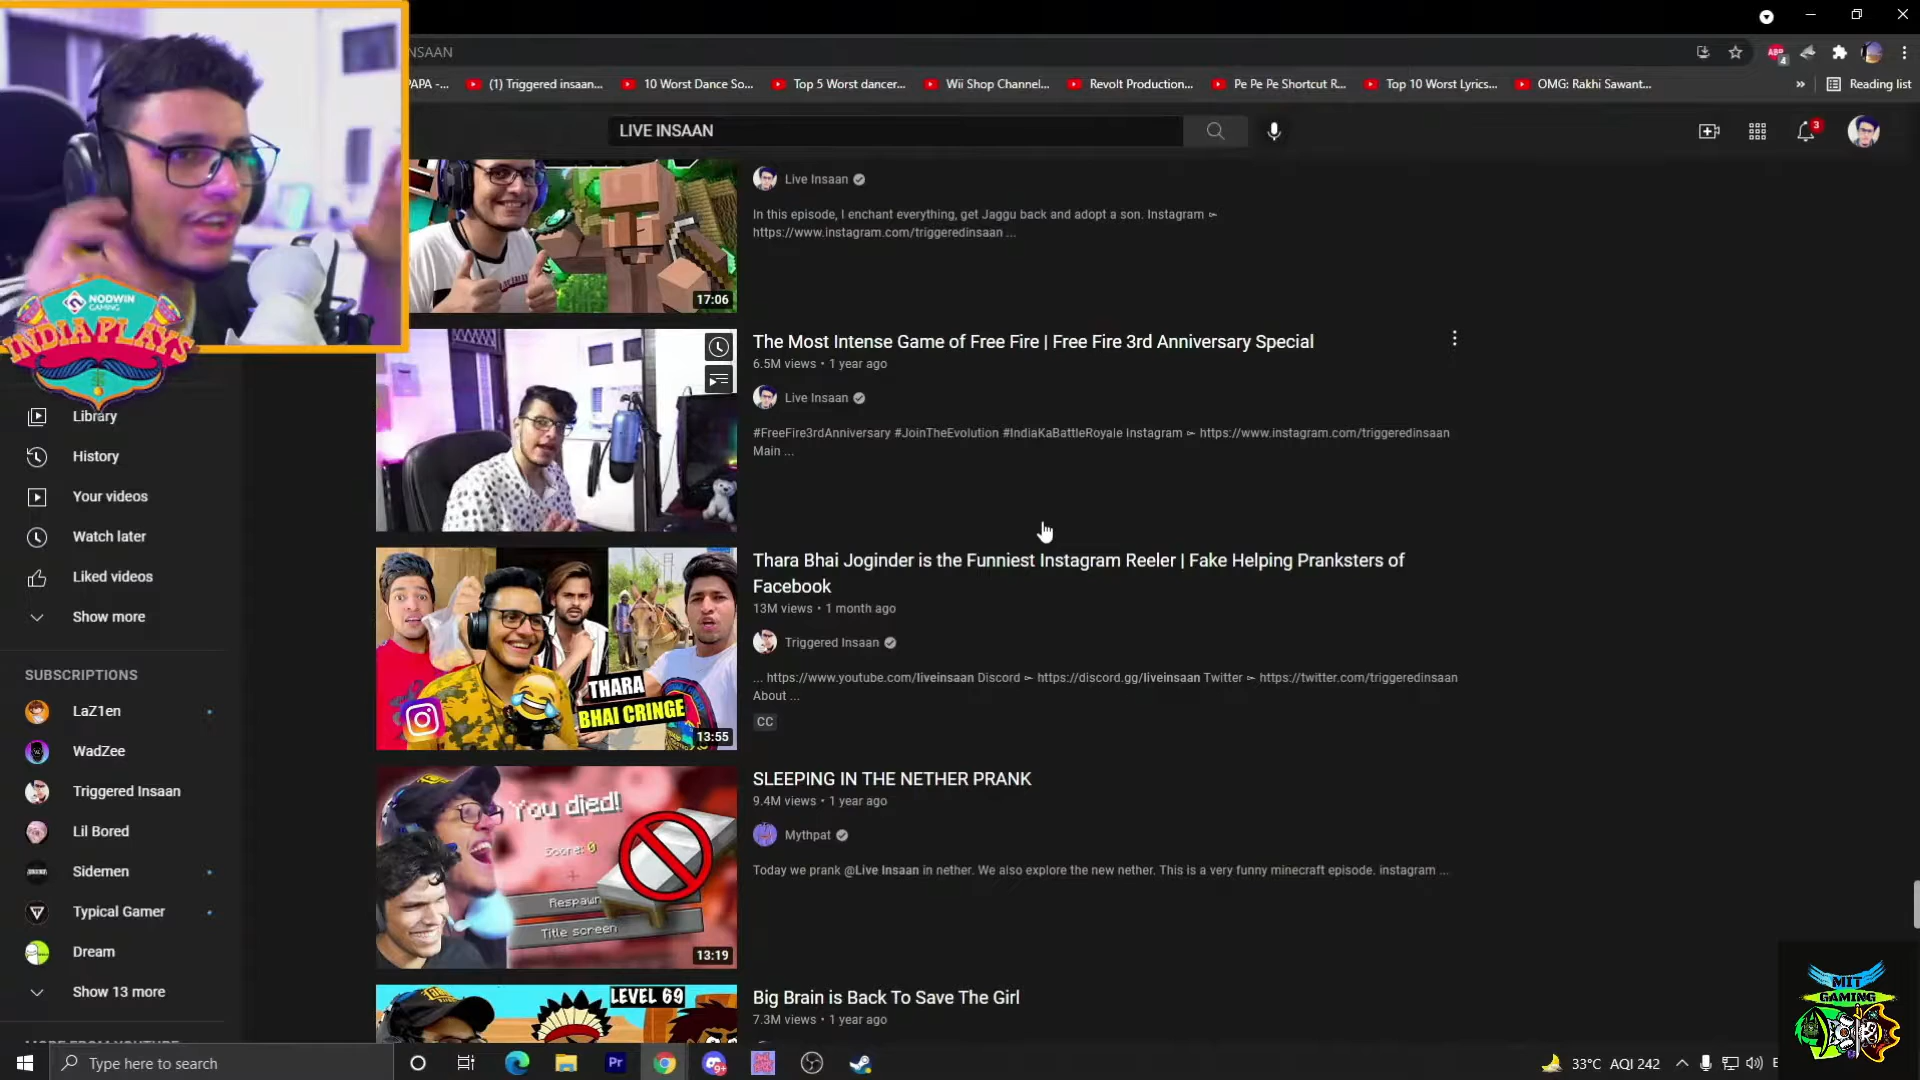 NSAAN
PAPA -...
(1) Triggered insaan...
10 Worst Dance So...
Top 5 Worst dancer...
Wii Shop Channel...
Revolt Production...
Pe Pe Pe Shortcut R...
Top 10 Worst Lyrics...
OMG: Rakhi Sawant...
»
Reading list
ABP
4
LIVE INSAAN
3
NODWIN
GAMING
INDIA PLAYS
Library
History
Your videos
Watch later
Liked videos
Show more
SUBSCRIPTIONS
LaZ1en
WadZee
Triggered Insaan
Lil Bored
Sidemen
Typical Gamer
Dream
Show 13 more
17:06
Live Insaan
In this episode, I enchant everything, get Jaggu back and adopt a son. Instagram ➳
https://www.instagram.com/triggeredinsaan ...
The Most Intense Game of Free Fire | Free Fire 3rd Anniversary Special
6.5M views • 1 year ago
Live Insaan
#FreeFire3rdAnniversary #JoinTheEvolution #IndiaKaBattleRoyale Instagram ➳ https://www.instagram.com/triggeredinsaan
Main ...
THARA
BHAI CRINGE
13:55
Thara Bhai Joginder is the Funniest Instagram Reeler | Fake Helping Pranksters of
Facebook
13M views • 1 month ago
Triggered Insaan
... https://www.youtube.com/liveinsaan Discord ➳ https://discord.gg/liveinsaan Twitter ➳ https://twitter.com/triggeredinsaan
About ...
CC
You died!
Score: 0
Respawn
Title screen
13:19
SLEEPING IN THE NETHER PRANK
9.4M views • 1 year ago
Mythpat
Today we prank @Live Insaan in nether. We also explore the new nether. This is a very funny minecraft episode. instagram ...
LEVEL 69
Big Brain is Back To Save The Girl
7.3M views • 1 year ago
MIT
GAMING
Type here to search
Pr
9+
33°C AQI 242